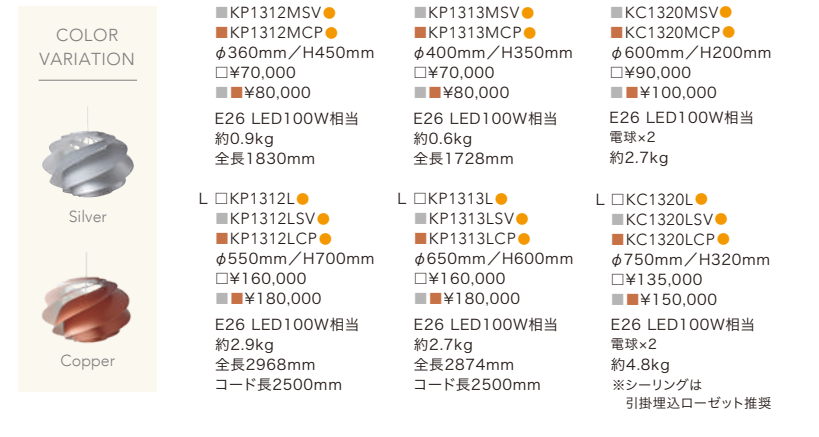 COLOR
VARIATION
Silver
Copper
■KP1312MSV●
■KP1312MCP●
φ360mm／H450mm
□¥70,000
■■¥80,000
E26 LED100W相当
約0.9kg
全長1830mm
L □KP1312L●
■KP1312LSV●
■KP1312LCP●
φ550mm／H700mm
□¥160,000
■■¥180,000
E26 LED100W相当
約2.9kg
全長2968mm
コード長2500mm
■KP1313MSV●
■KP1313MCP●
φ400mm／H350mm
□¥70,000
■■¥80,000
E26 LED100W相当
約0.6kg
全長1728mm
L □KP1313L●
■KP1313LSV●
■KP1313LCP●
φ650mm／H600mm
□¥160,000
■■¥180,000
E26 LED100W相当
約2.7kg
全長2874mm
コード長2500mm
■KC1320MSV●
■KC1320MCP●
φ600mm／H200mm
□¥90,000
■■¥100,000
E26 LED100W相当
電球×2
約2.7kg
L □KC1320L●
■KC1320LSV●
■KC1320LCP●
φ750mm／H320mm
□¥135,000
■■¥150,000
E26 LED100W相当
電球×2
約4.8kg
※シーリングは
引掛埋込ローゼット推奨